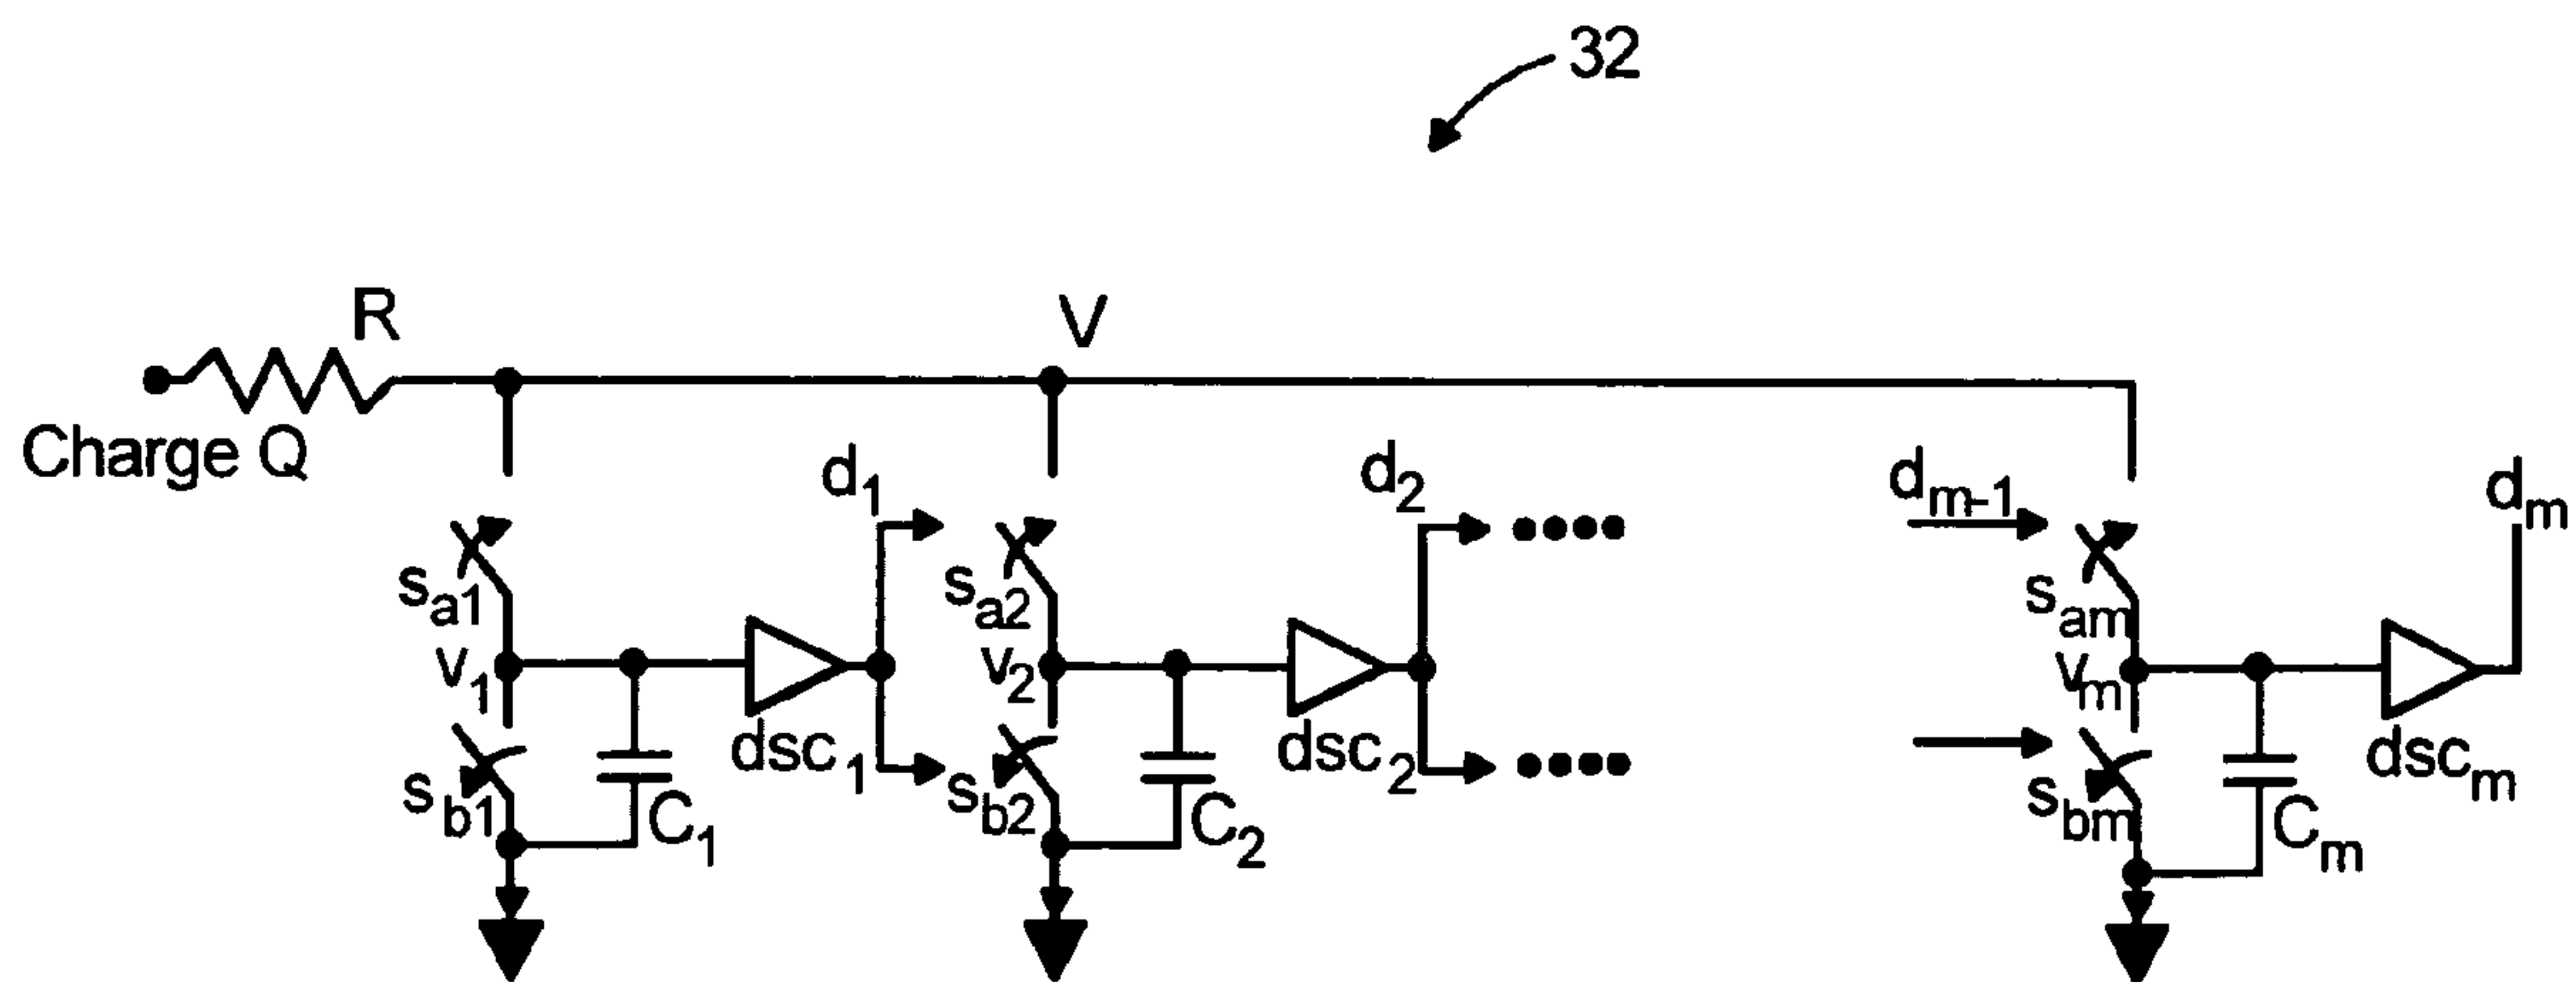 32
R
V
Charge Q
d1
d2
dm-1
dm
sa1
sa2
sam
v1
v2
vm
dsc1
dsc2
dscm
sb1
sb2
sbm
C1
C2
Cm